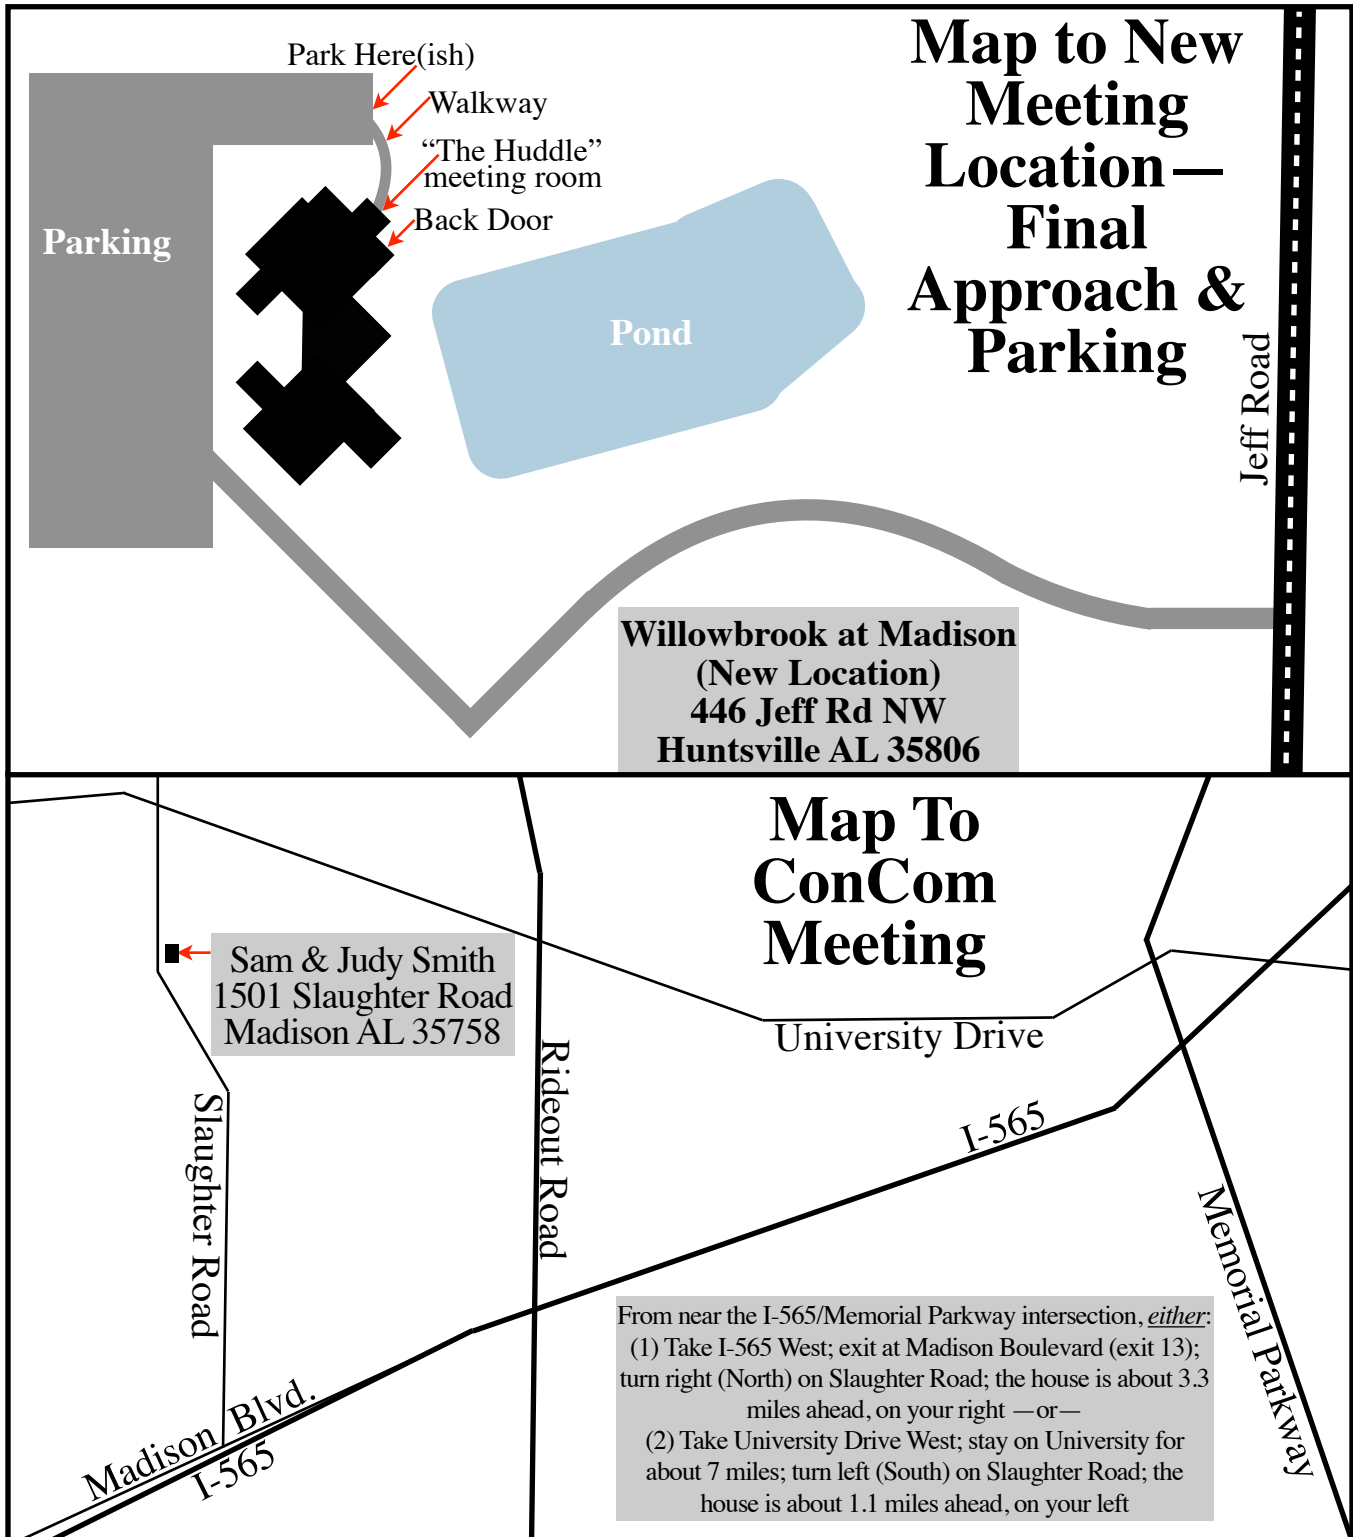 Park Here(ish)
Walkway
“The Huddle”
meeting room
Back Door
Parking
Pond
Map to New
Meeting
Location—
Final
Approach &
Parking
Jeff Road
Willowbrook at Madison
(New Location)
446 Jeff Rd NW
Huntsville AL 35806
Map To
ConCom
Meeting
Sam & Judy Smith
1501 Slaughter Road
Madison AL 35758
University Drive
Rideout Road
Slaughter Road
I-565
Memorial Parkway
Madison Blvd.
I-565
From near the I-565/Memorial Parkway intersection, either:
(1) Take I-565 West; exit at Madison Boulevard (exit 13);
turn right (North) on Slaughter Road; the house is about 3.3
miles ahead, on your right —or—
(2) Take University Drive West; stay on University for
about 7 miles; turn left (South) on Slaughter Road; the
house is about 1.1 miles ahead, on your left